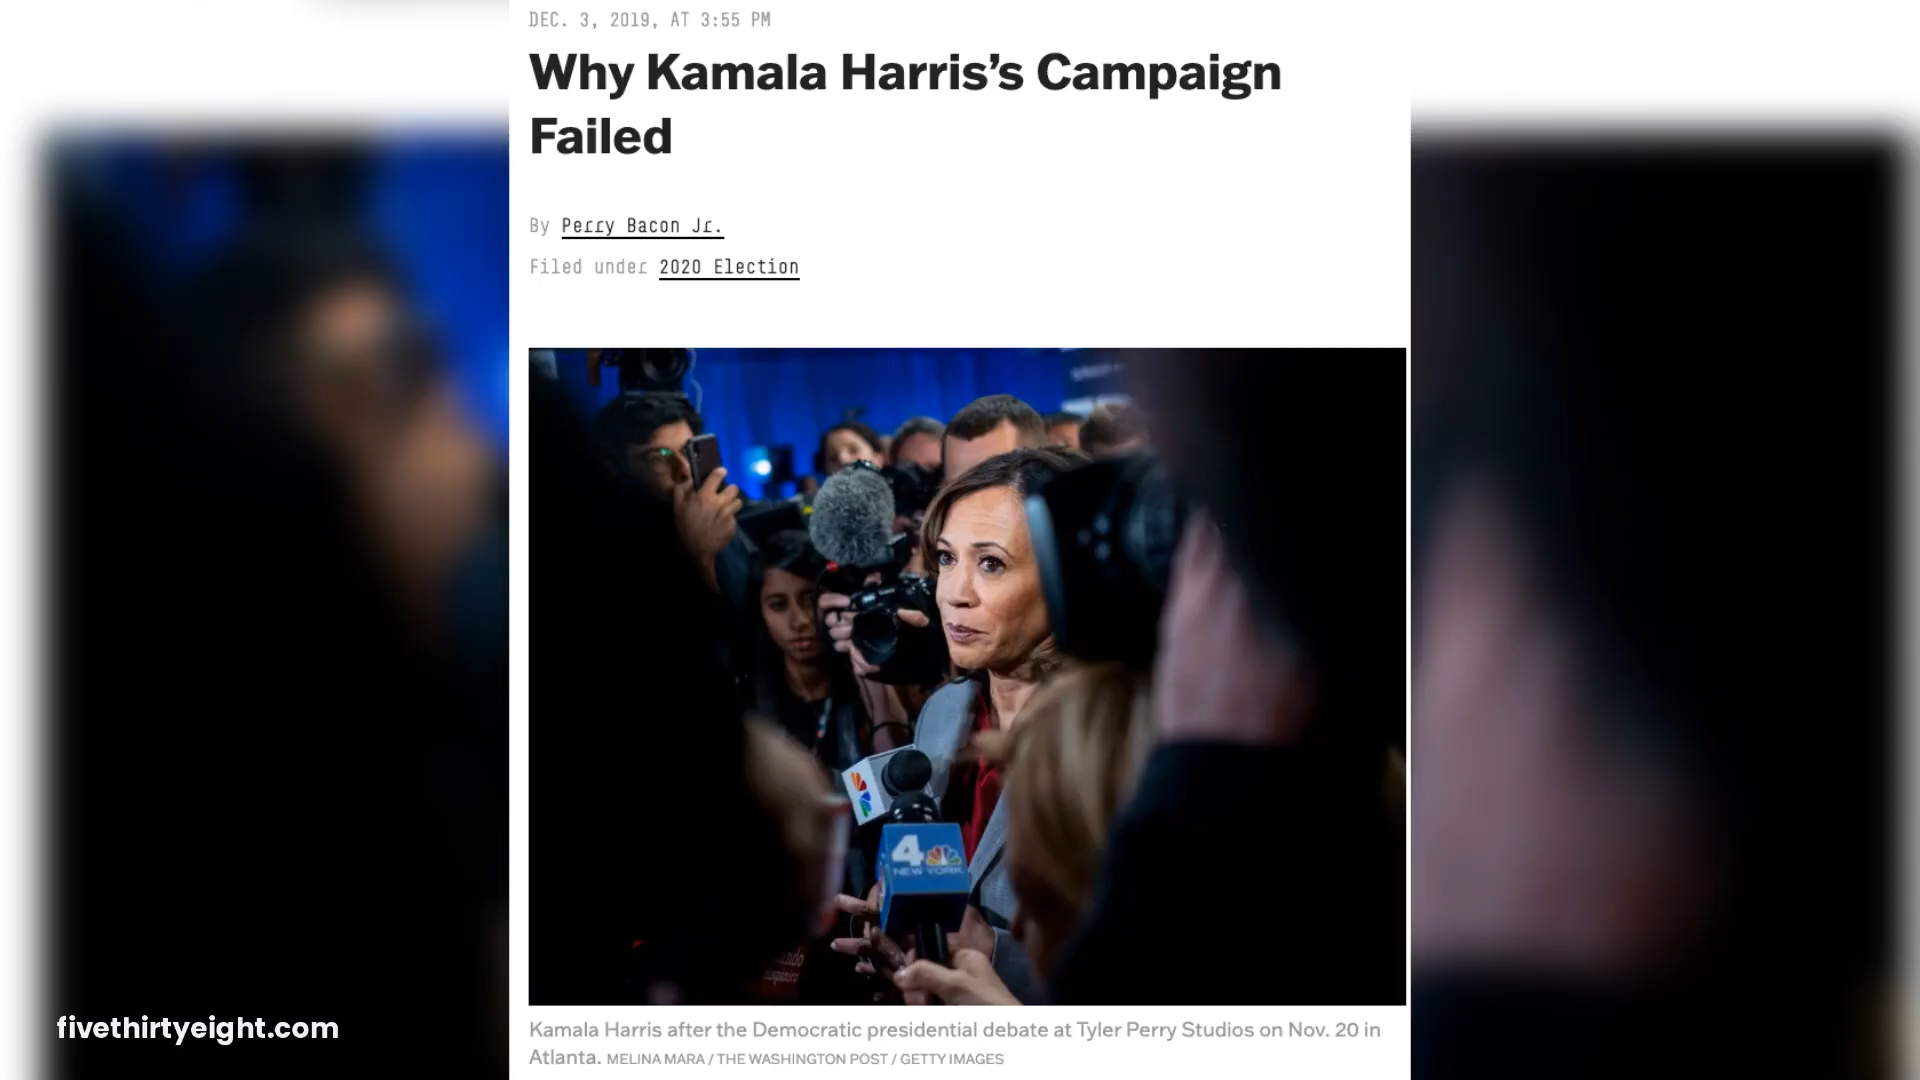 DEC. 3, 2019, AT 3:55 PM
Why Kamala Harris’s Campaign
Failed
By Perry Bacon Jr.
Filed under 2020 Election
4
NEW YORK
fivethirtyeight.com
Kamala Harris after the Democratic presidential debate at Tyler Perry Studios on Nov. 20 in
Atlanta. MELINA MARA / THE WASHINGTON POST / GETTY IMAGES